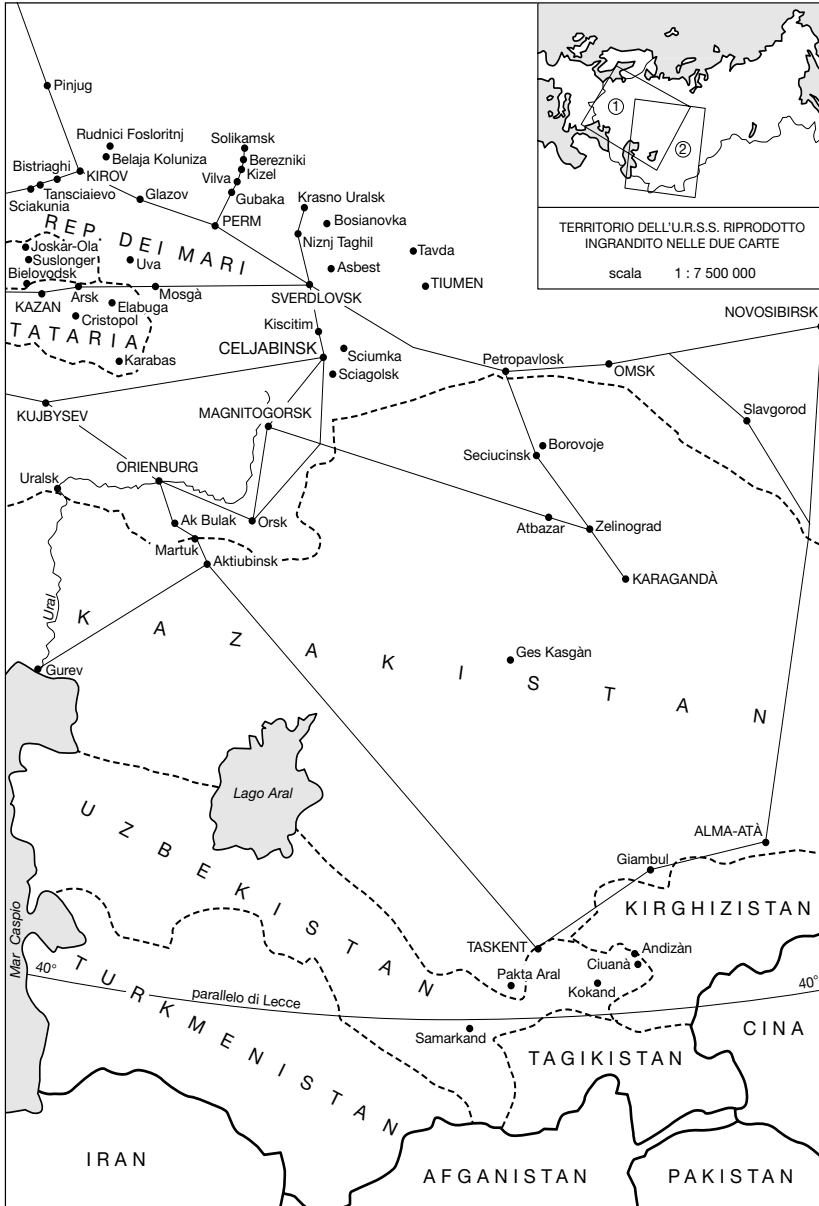 Pinjug
Rudnici Fosloritnj
Solikamsk
Belaja Koluniza
Berezniki
Bistriaghi
KIROV
Vilva
Kizel
Tansciaievo
Glazov
Gubaka
Krasno Uralsk
Sciakunia
PERM
Bosianovka
REP DEI MARI
Niznj Taghil
Tavda
Joskar-Ola
Suslonger
Uva
Asbest
TIUMEN
Bielovodsk
KAZAN
Arsk
Mosgà
SVERDLOVSK
Elabuga
Cristopol
Kiscitim
TATARIA
CELJABINSK
Sciumka
Karabas
Sciagolsk
Petropavlosk
OMSK
NOVOSIBIRSK
KUJBYSEV
MAGNITOGORSK
Slavgorod
Borovoje
Seciucinsk
Uralsk
ORIENBURG
Ak Bulak
Orsk
Atbazar
Zelinograd
Martuk
Aktiubinsk
KARAGANDÀ
Ural
KAZAKISTAN
Ges Kasgàn
Gurev
Lago Aral
UZBEKISTAN
ALMA-ATÀ
Giambul
KIRGHIZISTAN
Mar Caspio
TASKENT
Andizàn
Ciuanà
Pakta Aral
Kokand
40°
parallelo di Lecce
40°
TURKMENISTAN
Samarkand
TAGIKISTAN
CINA
IRAN
AFGANISTAN
PAKISTAN
1
2
TERRITORIO DELL'U.R.S.S. RIPRODOTTO
INGRANDITO NELLE DUE CARTE
scala 1 : 7 500 000